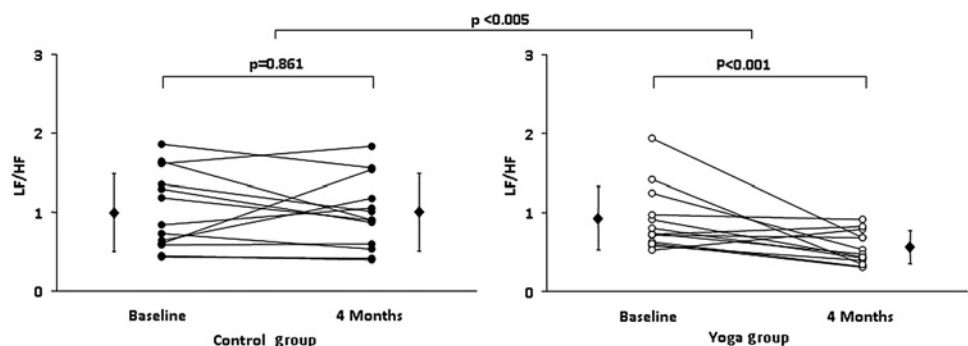 p <0.005
3
p=0.861
2
LF/HF
1
0
Baseline
4 Months
Control group
3
P<0.001
2
LF/HF
1
0
Baseline
4 Months
Yoga group